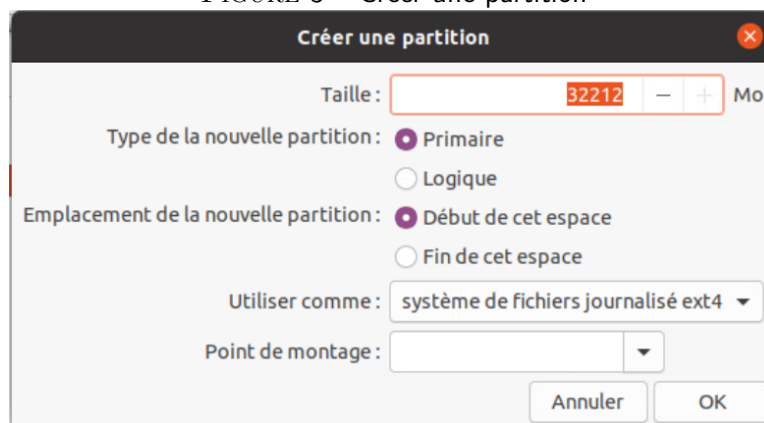 Créer une partition
Taille : 32212 − + Mo
Type de la nouvelle partition : Primaire
Logique
Emplacement de la nouvelle partition : Début de cet espace
Fin de cet espace
Utiliser comme : système de fichiers journalisé ext4
Point de montage :
Annuler OK